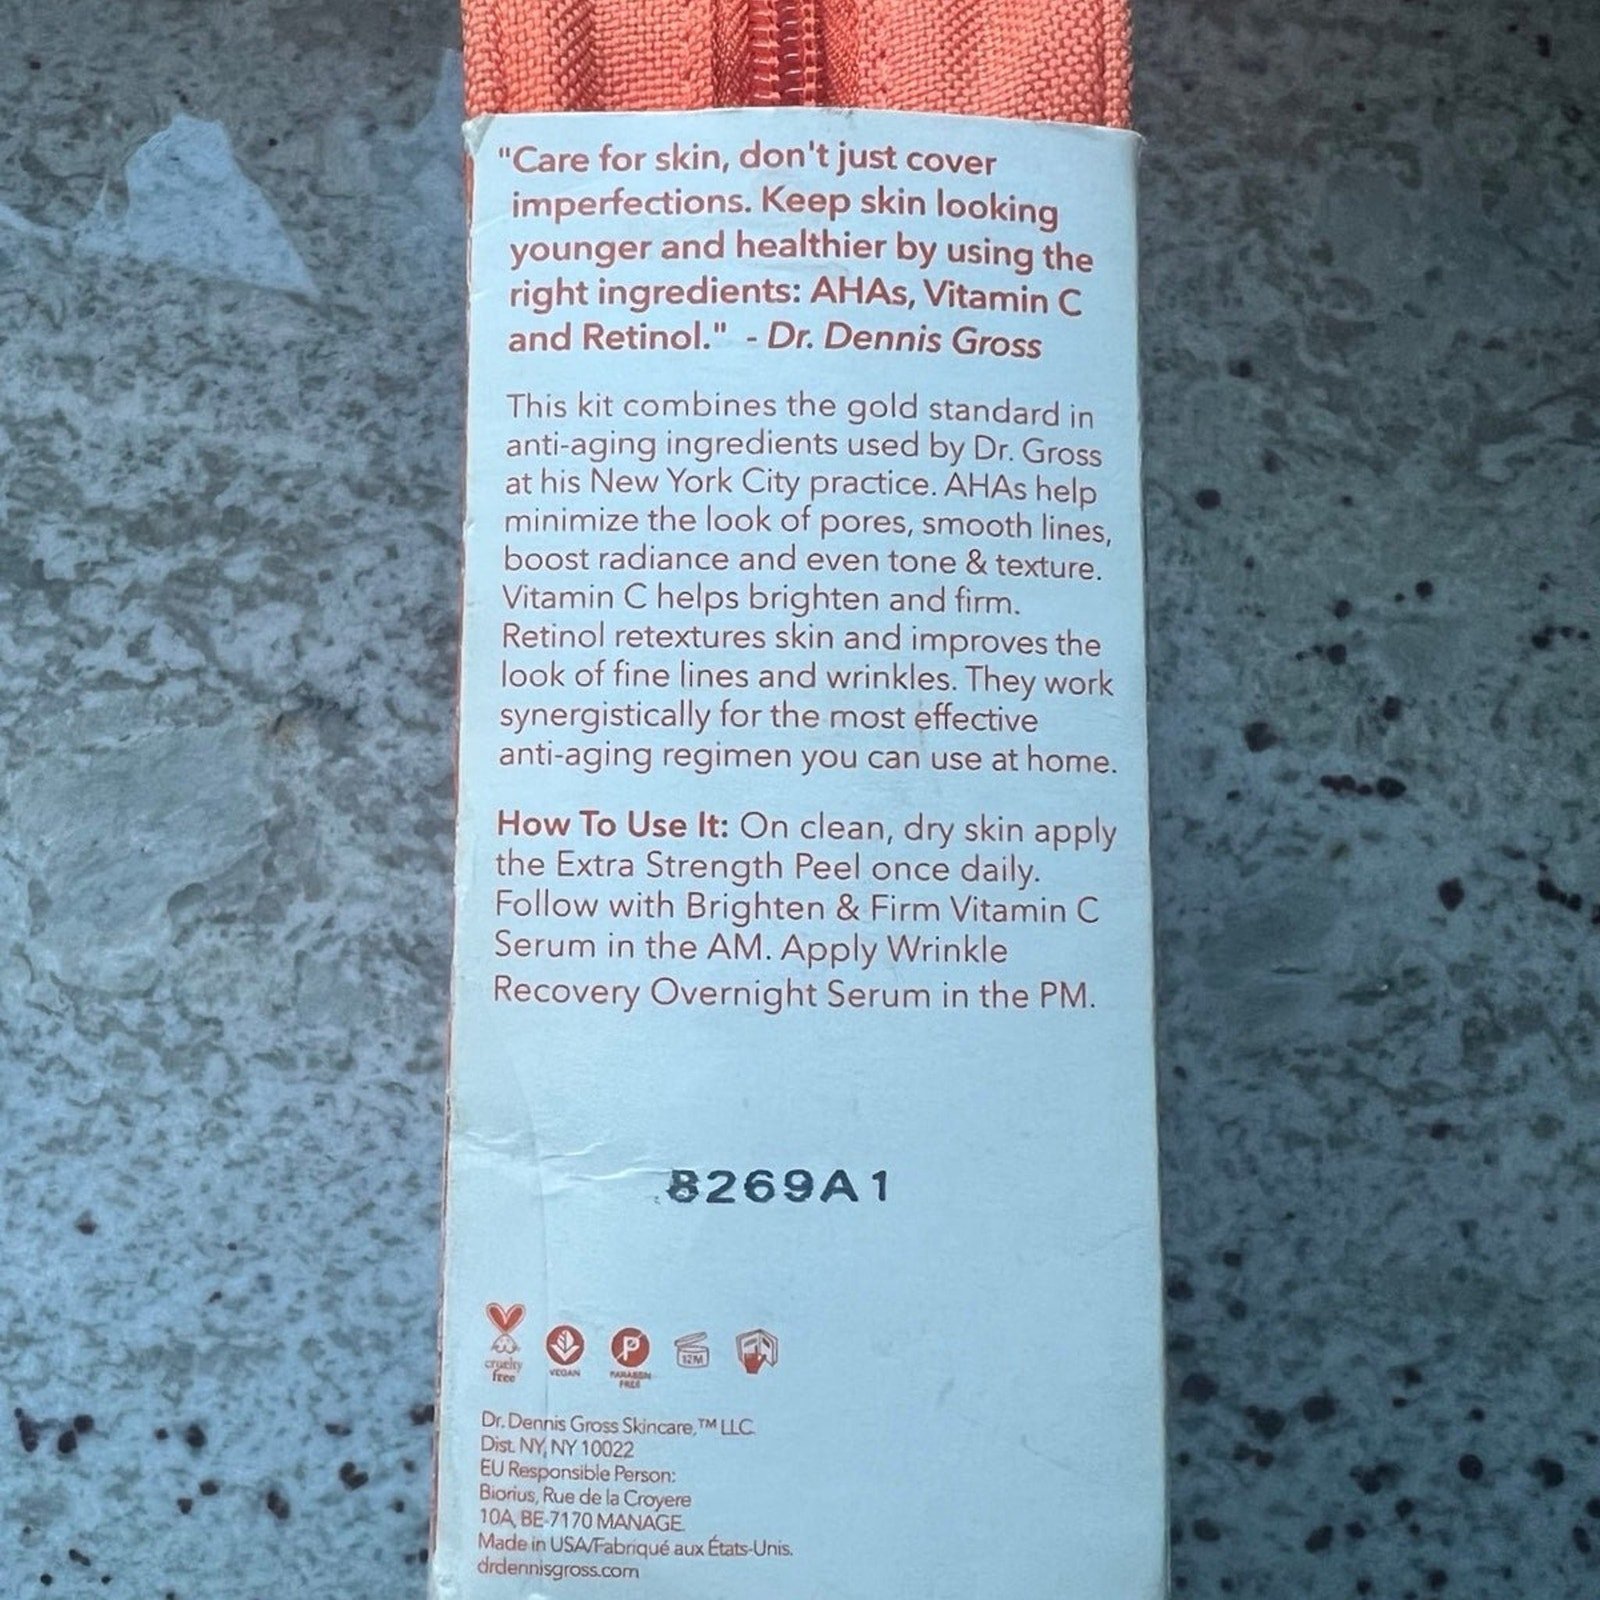 "Care for skin, don't just cover
imperfections. Keep skin looking
younger and healthier by using the
right ingredients: AHAs, Vitamin C
and Retinol." - Dr. Dennis Gross
This kit combines the gold standard in
anti-aging ingredients used by Dr. Gross
at his New York City practice. AHAs help
minimize the look of pores, smooth lines,
boost radiance and even tone & texture.
Vitamin C helps brighten and firm.
Retinol retextures skin and improves the
look of fine lines and wrinkles. They work
synergistically for the most effective
anti-aging regimen you can use at home.
How To Use It: On clean, dry skin apply
the Extra Strength Peel once daily.
Follow with Brighten & Firm Vitamin C
Serum in the AM. Apply Wrinkle
Recovery Overnight Serum in the PM.
8269A1
cruelty
free
VEGAN
P
PARABEN
FREE
12M
Dr. Dennis Gross Skincare,™ LLC
Dist. NY, NY 10022
EU Responsible Person:
Biorius, Rue de la Croyere
10A, BE-7170 MANAGE
Made in USA/Fabriqué aux États-Unis.
drdennisgross.com